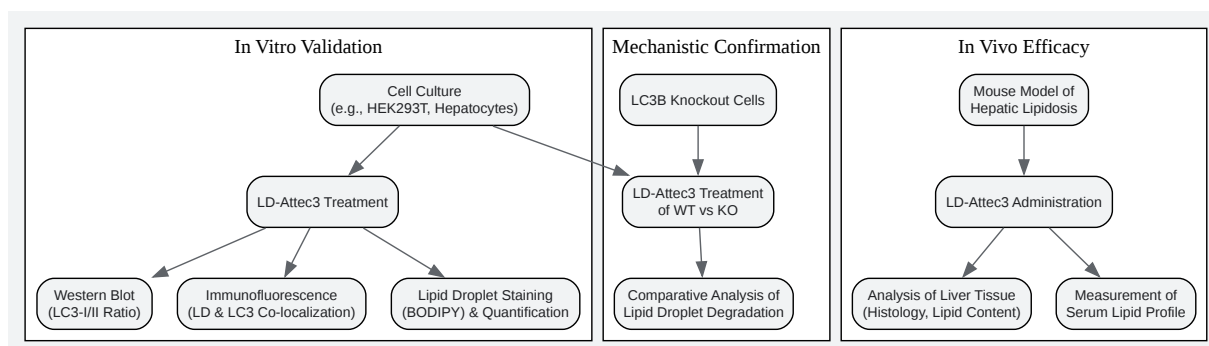 In Vitro Validation
Cell Culture
(e.g., HEK293T, Hepatocytes)
LD-Attec3 Treatment
Western Blot
(LC3-I/II Ratio)
Immunofluorescence
(LD & LC3 Co-localization)
Lipid Droplet Staining
(BODIPY) & Quantification
Mechanistic Confirmation
LC3B Knockout Cells
LD-Attec3 Treatment
of WT vs KO
Comparative Analysis of
Lipid Droplet Degradation
In Vivo Efficacy
Mouse Model of
Hepatic Lipidosis
LD-Attec3 Administration
Analysis of Liver Tissue
(Histology, Lipid Content)
Measurement of
Serum Lipid Profile